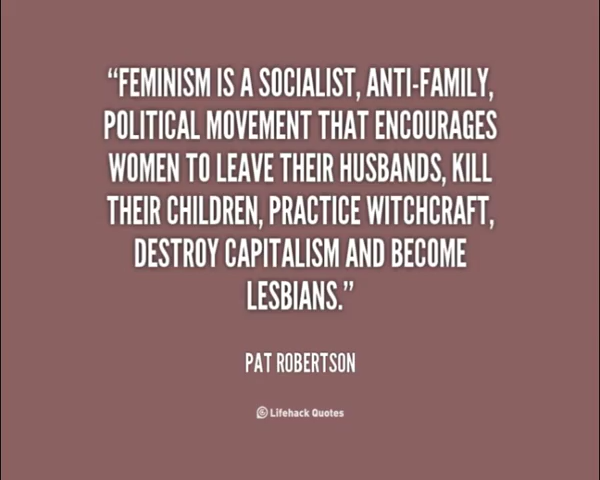 “FEMINISM IS A SOCIALIST, ANTI-FAMILY,
POLITICAL MOVEMENT THAT ENCOURAGES
WOMEN TO LEAVE THEIR HUSBANDS, KILL
THEIR CHILDREN, PRACTICE WITCHCRAFT,
DESTROY CAPITALISM AND BECOME
LESBIANS.”
PAT ROBERTSON
Lifehack Quotes